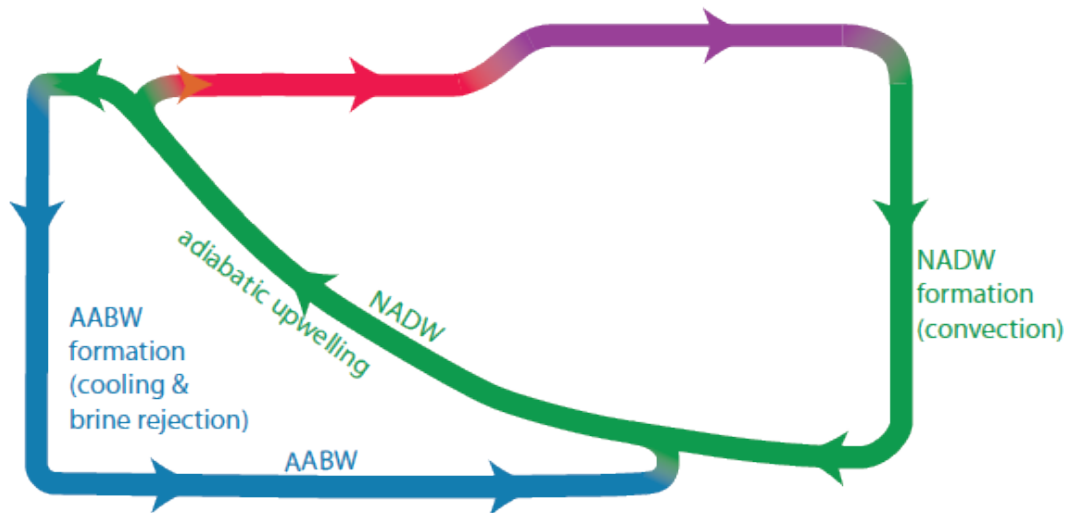 adiabatic upwelling
NADW
NADW
formation
(convection)
AABW
formation
(cooling &
brine rejection)
AABW